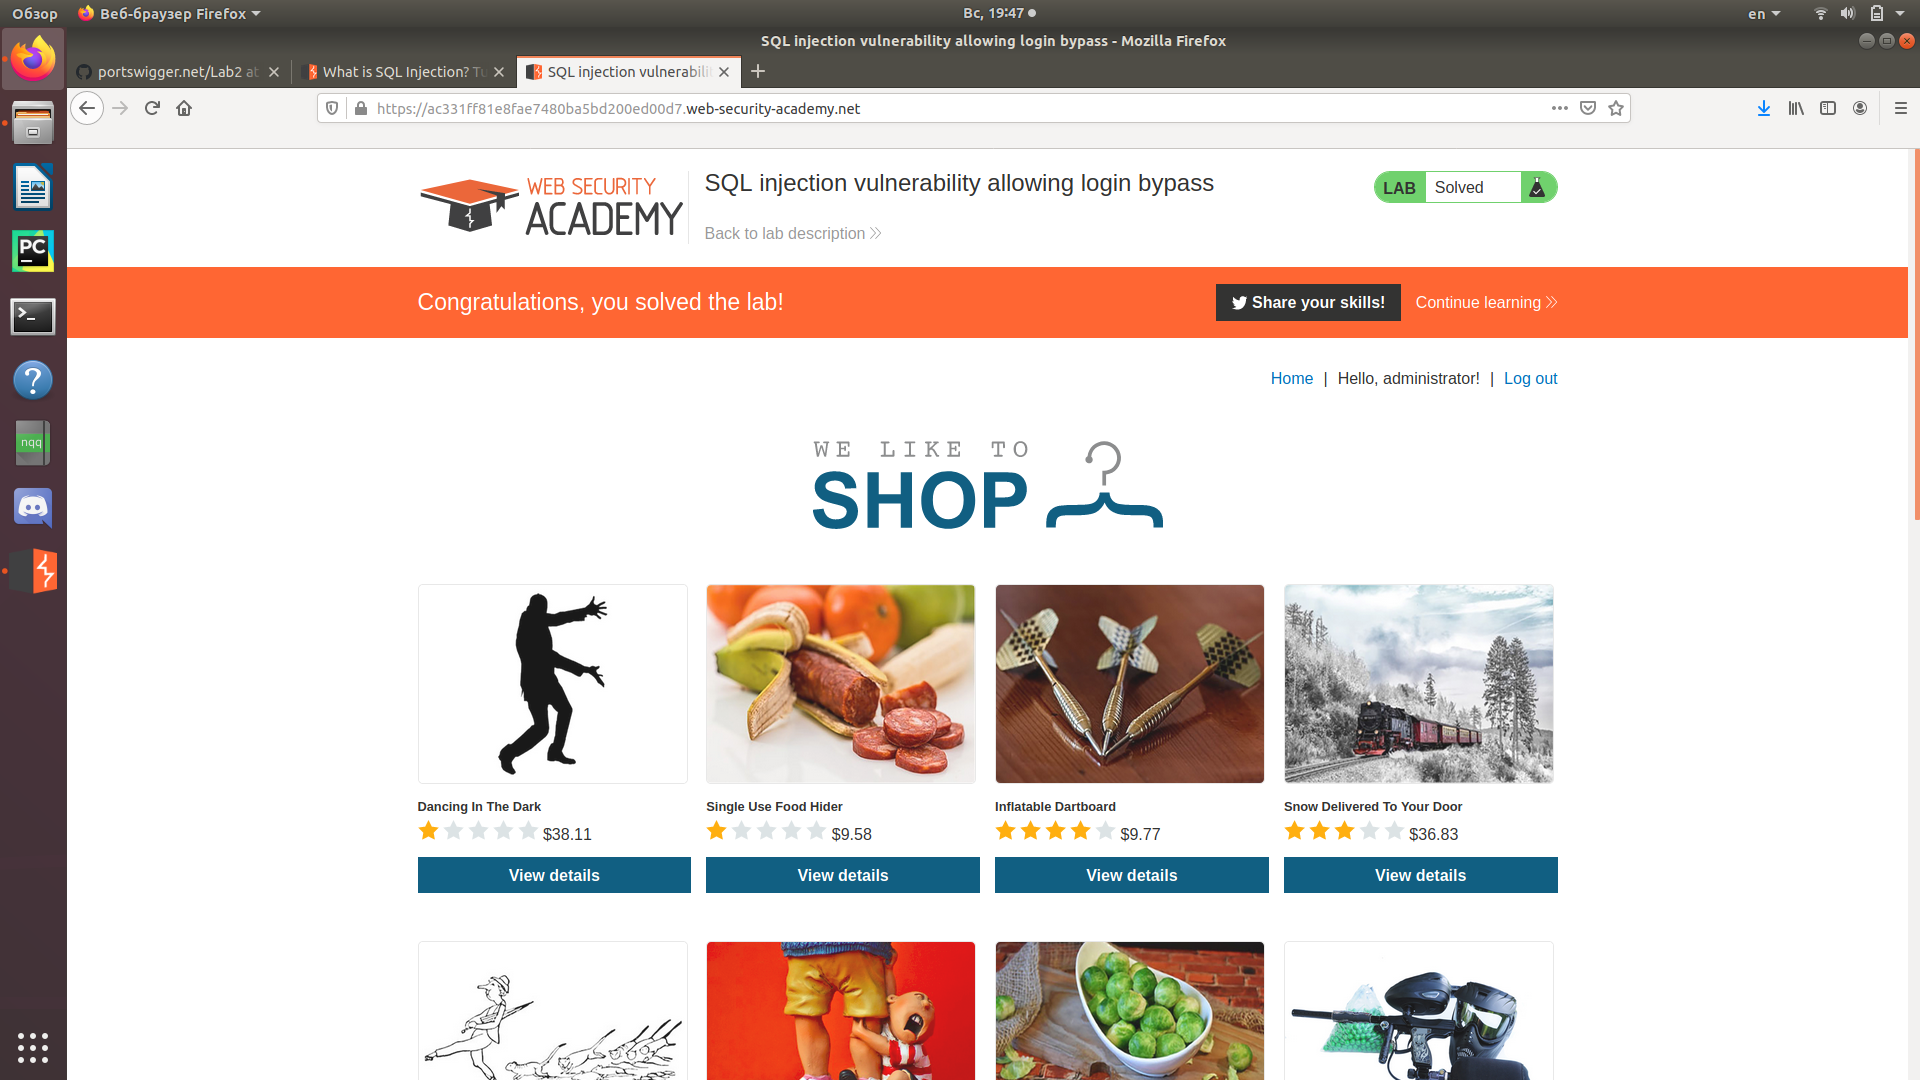 Обзор
Веб-браузер Firefox
Вс, 19:47
en
SQL injection vulnerability allowing login bypass - Mozilla Firefox
portswigger.net/Lab2 at
What is SQL Injection? Tu
SQL injection vulnerabili
https://ac331ff81e8fae7480ba5bd200ed00d7.web-security-academy.net
WEB SECURITY
ACADEMY
SQL injection vulnerability allowing login bypass
Back to lab description
LAB Solved
Congratulations, you solved the lab!
Share your skills!
Continue learning
Home | Hello, administrator! | Log out
WE LIKE TO
SHOP
Dancing In The Dark
$38.11
View details
Single Use Food Hider
$9.58
View details
Inflatable Dartboard
$9.77
View details
Snow Delivered To Your Door
$36.83
View details
PC
nqq